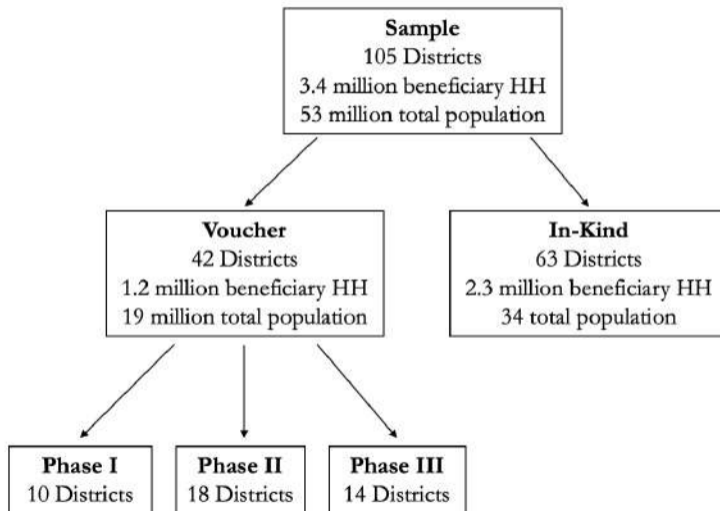 Sample
105 Districts
3.4 million beneficiary HH
53 million total population
Voucher
42 Districts
1.2 million beneficiary HH
19 million total population
In-Kind
63 Districts
2.3 million beneficiary HH
34 total population
Phase I
10 Districts
Phase II
18 Districts
Phase III
14 Districts